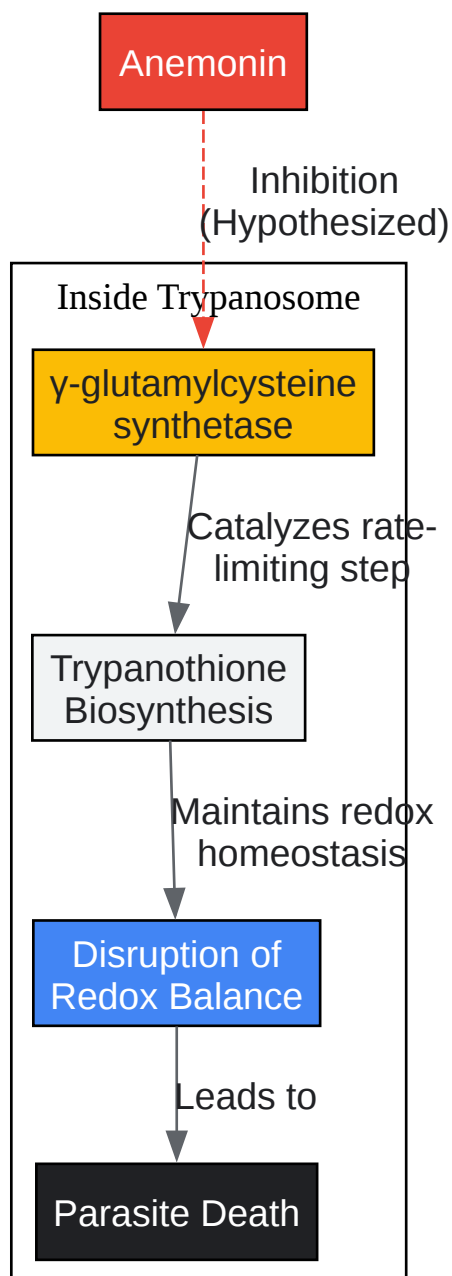 Anemonin
Inhibition
(Hypothesized)
Inside Trypanosome
γ-glutamylcysteine
synthetase
Catalyzes rate-
limiting step
Trypanothione
Biosynthesis
Maintains redox
homeostasis
Disruption of
Redox Balance
Leads to
Parasite Death